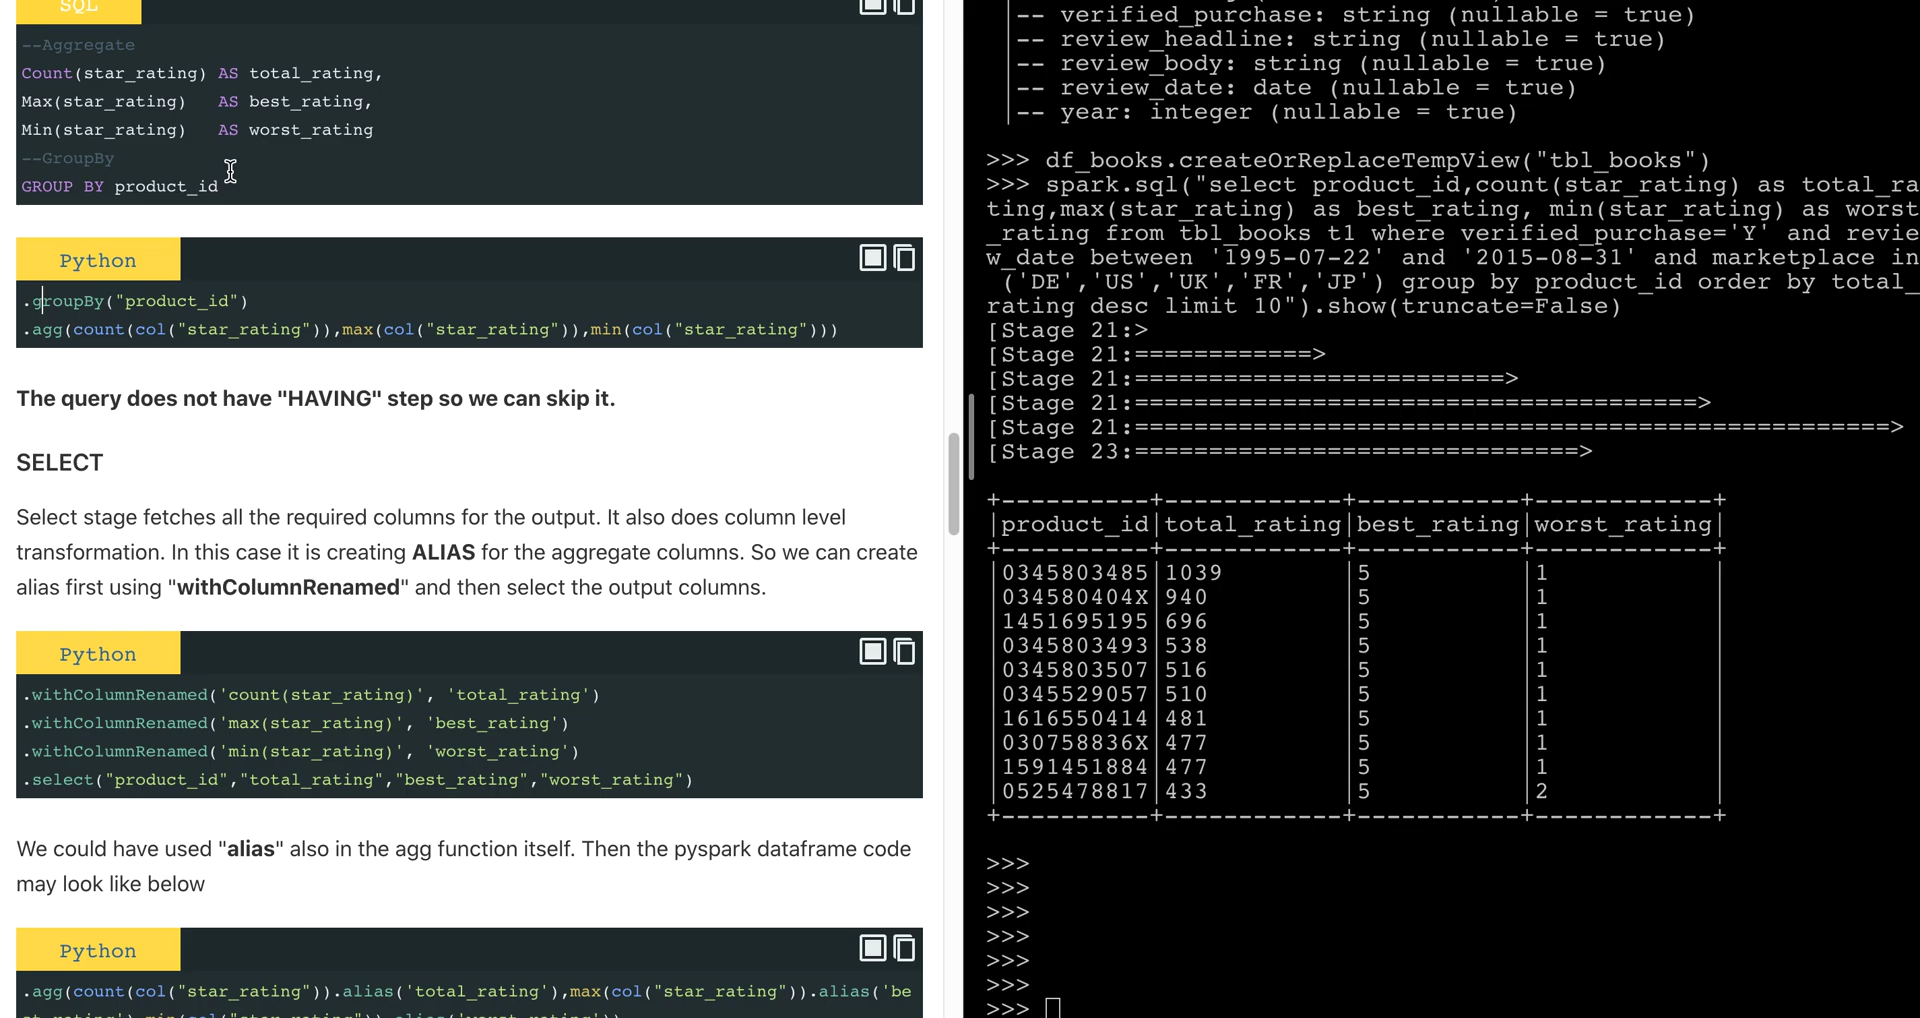 SQL
--Aggregate
Count(star_rating) AS total_rating,
Max(star_rating)   AS best_rating,
Min(star_rating)   AS worst_rating
--GroupBy
GROUP BY product_id
Python
.groupBy("product_id")
.agg(count(col("star_rating")),max(col("star_rating")),min(col("star_rating")))
The query does not have "HAVING" step so we can skip it.
SELECT
Select stage fetches all the required columns for the output. It also does column level
transformation. In this case it is creating ALIAS for the aggregate columns. So we can create
alias first using "withColumnRenamed" and then select the output columns.
Python
.withColumnRenamed('count(star_rating)', 'total_rating')
.withColumnRenamed('max(star_rating)', 'best_rating')
.withColumnRenamed('min(star_rating)', 'worst_rating')
.select("product_id","total_rating","best_rating","worst_rating")
We could have used "alias" also in the agg function itself. Then the pyspark dataframe code
may look like below
Python
.agg(count(col("star_rating")).alias('total_rating'),max(col("star_rating")).alias('be
st_rating'),min(col("star_rating")).alias('worst_rating'))
|-- verified_purchase: string (nullable = true)
|-- review_headline: string (nullable = true)
|-- review_body: string (nullable = true)
|-- review_date: date (nullable = true)
|-- year: integer (nullable = true)
>>> df_books.createOrReplaceTempView("tbl_books")
>>> spark.sql("select product_id,count(star_rating) as total_ra
ting,max(star_rating) as best_rating, min(star_rating) as worst
_rating from tbl_books t1 where verified_purchase='Y' and revie
w_date between '1995-07-22' and '2015-08-31' and marketplace in
 ('DE','US','UK','FR','JP') group by product_id order by total_
rating desc limit 10").show(truncate=False)
[Stage 21:>
[Stage 21:============>
[Stage 21:=========================>
[Stage 21:======================================>
[Stage 21:===================================================>
[Stage 23:==============================>
+----------+------------+-----------+------------+
|product_id|total_rating|best_rating|worst_rating|
+----------+------------+-----------+------------+
|0345803485|1039        |5          |1           |
|034580404X|940         |5          |1           |
|1451695195|696         |5          |1           |
|0345803493|538         |5          |1           |
|0345803507|516         |5          |1           |
|0345529057|510         |5          |1           |
|1616550414|481         |5          |1           |
|030758836X|477         |5          |1           |
|1591451884|477         |5          |1           |
|0525478817|433         |5          |2           |
+----------+------------+-----------+------------+
>>>
>>>
>>>
>>>
>>>
>>>
>>>